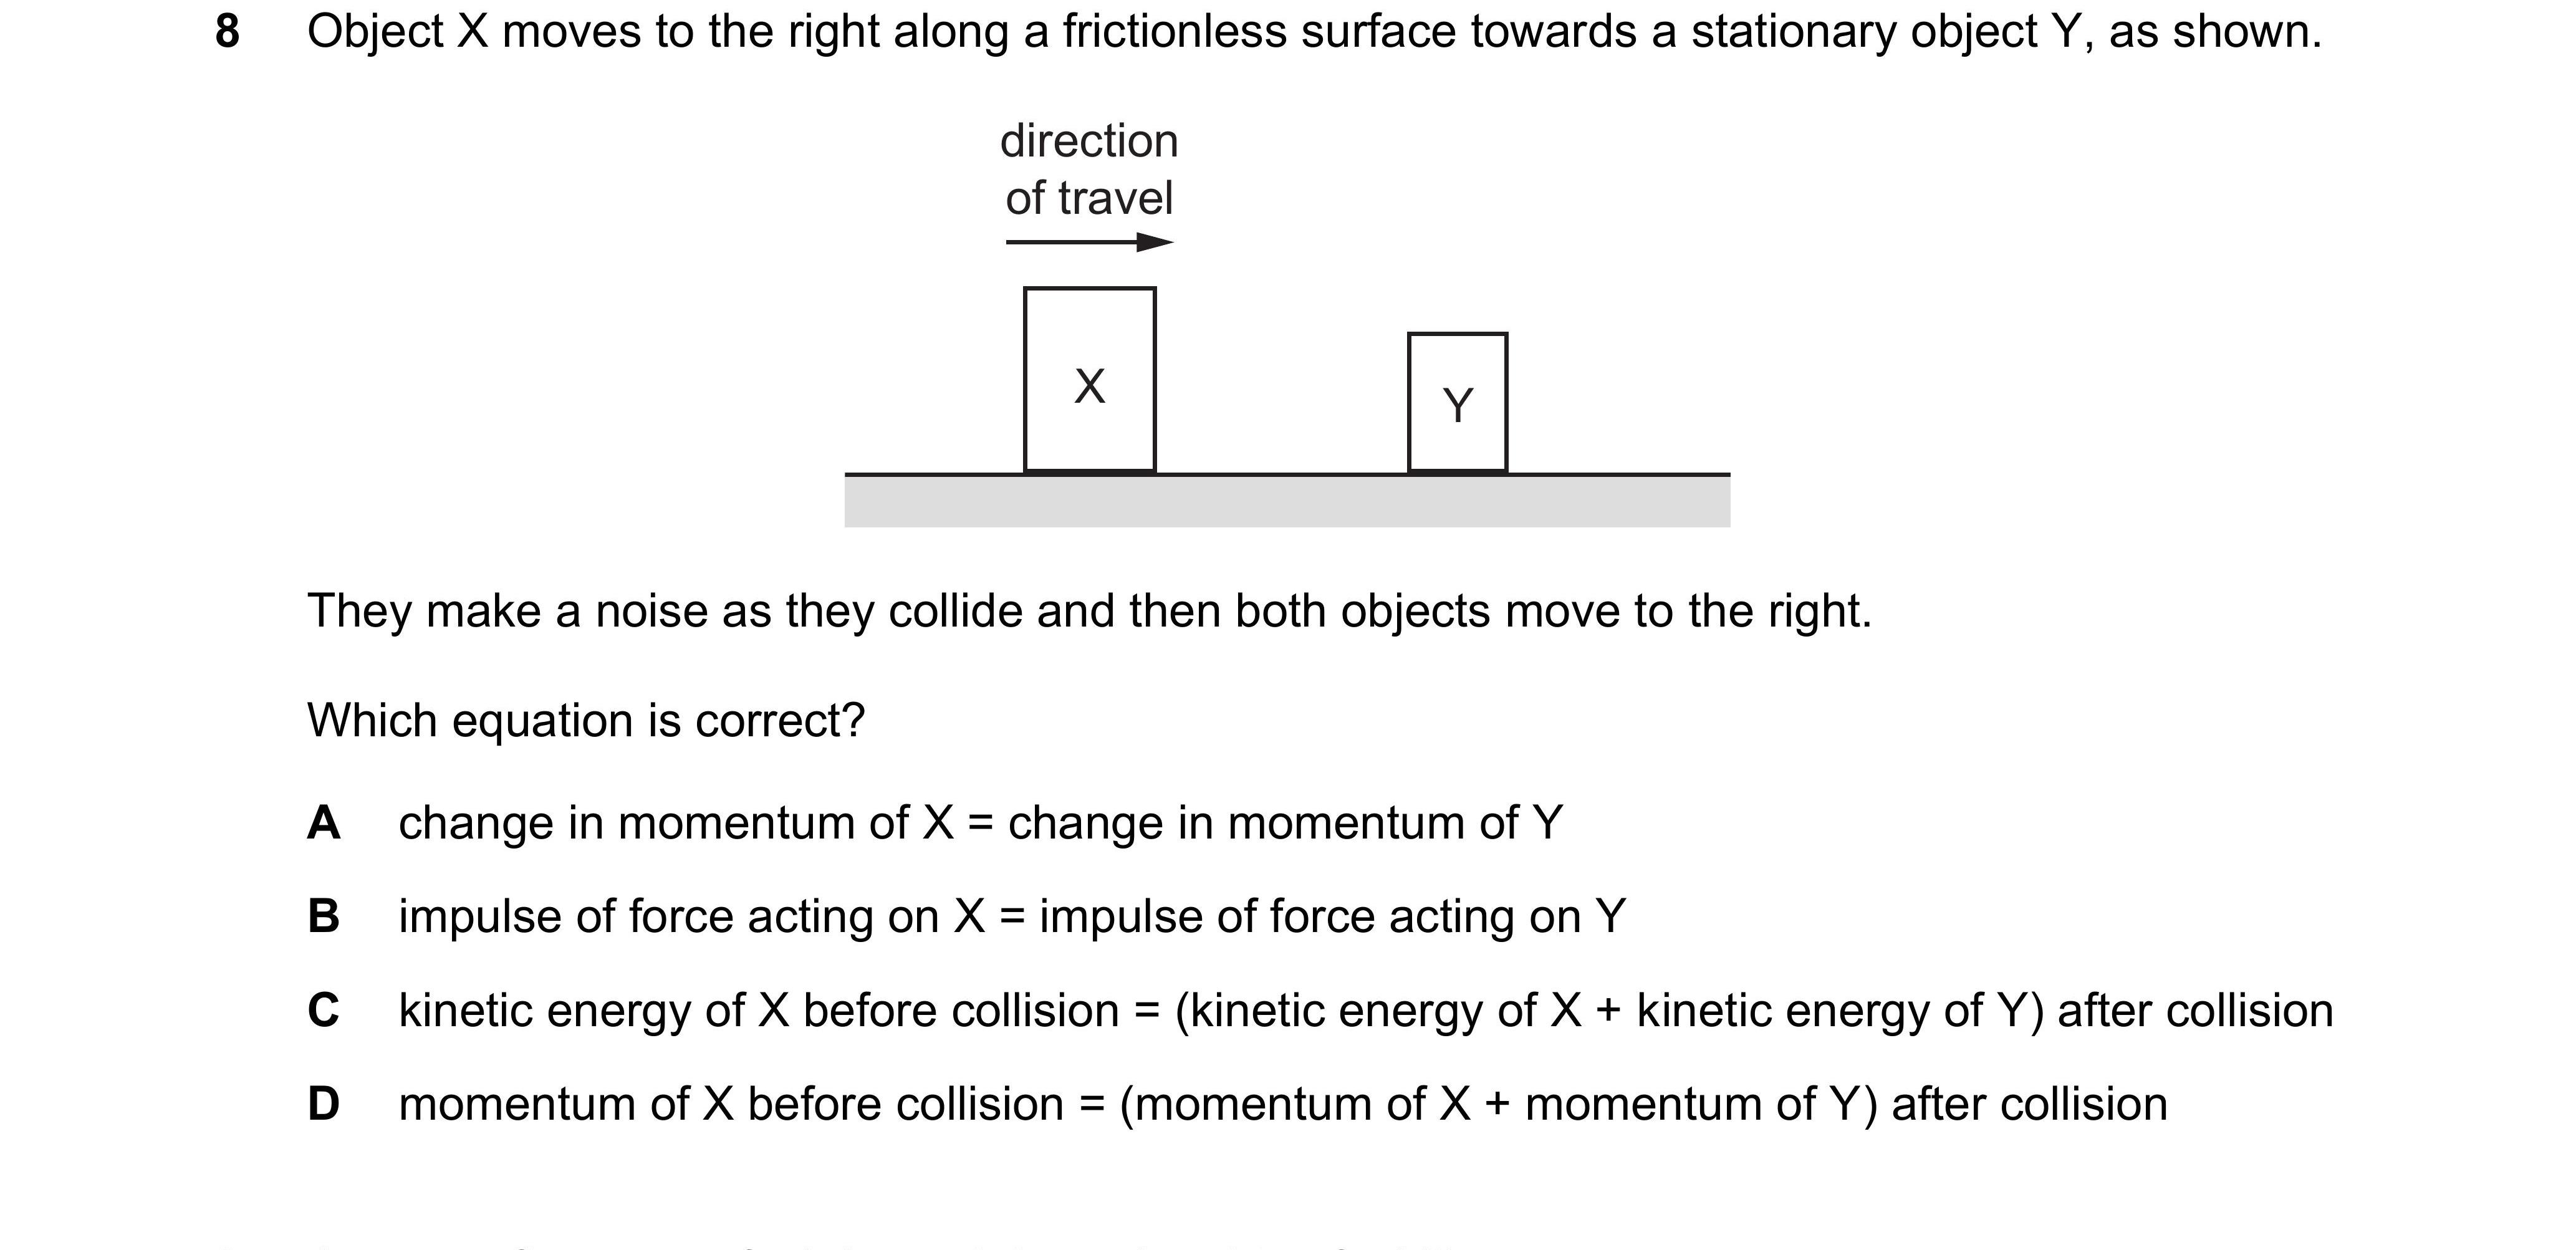 8 Object X moves to the right along a frictionless surface towards a stationary object Y, as shown.
direction
of travel
X
Y
They make a noise as they collide and then both objects move to the right.
Which equation is correct?
A change in momentum of X = change in momentum of Y
B impulse of force acting on X = impulse of force acting on Y
C kinetic energy of X before collision = (kinetic energy of X + kinetic energy of Y) after collision
D momentum of X before collision = (momentum of X + momentum of Y) after collision